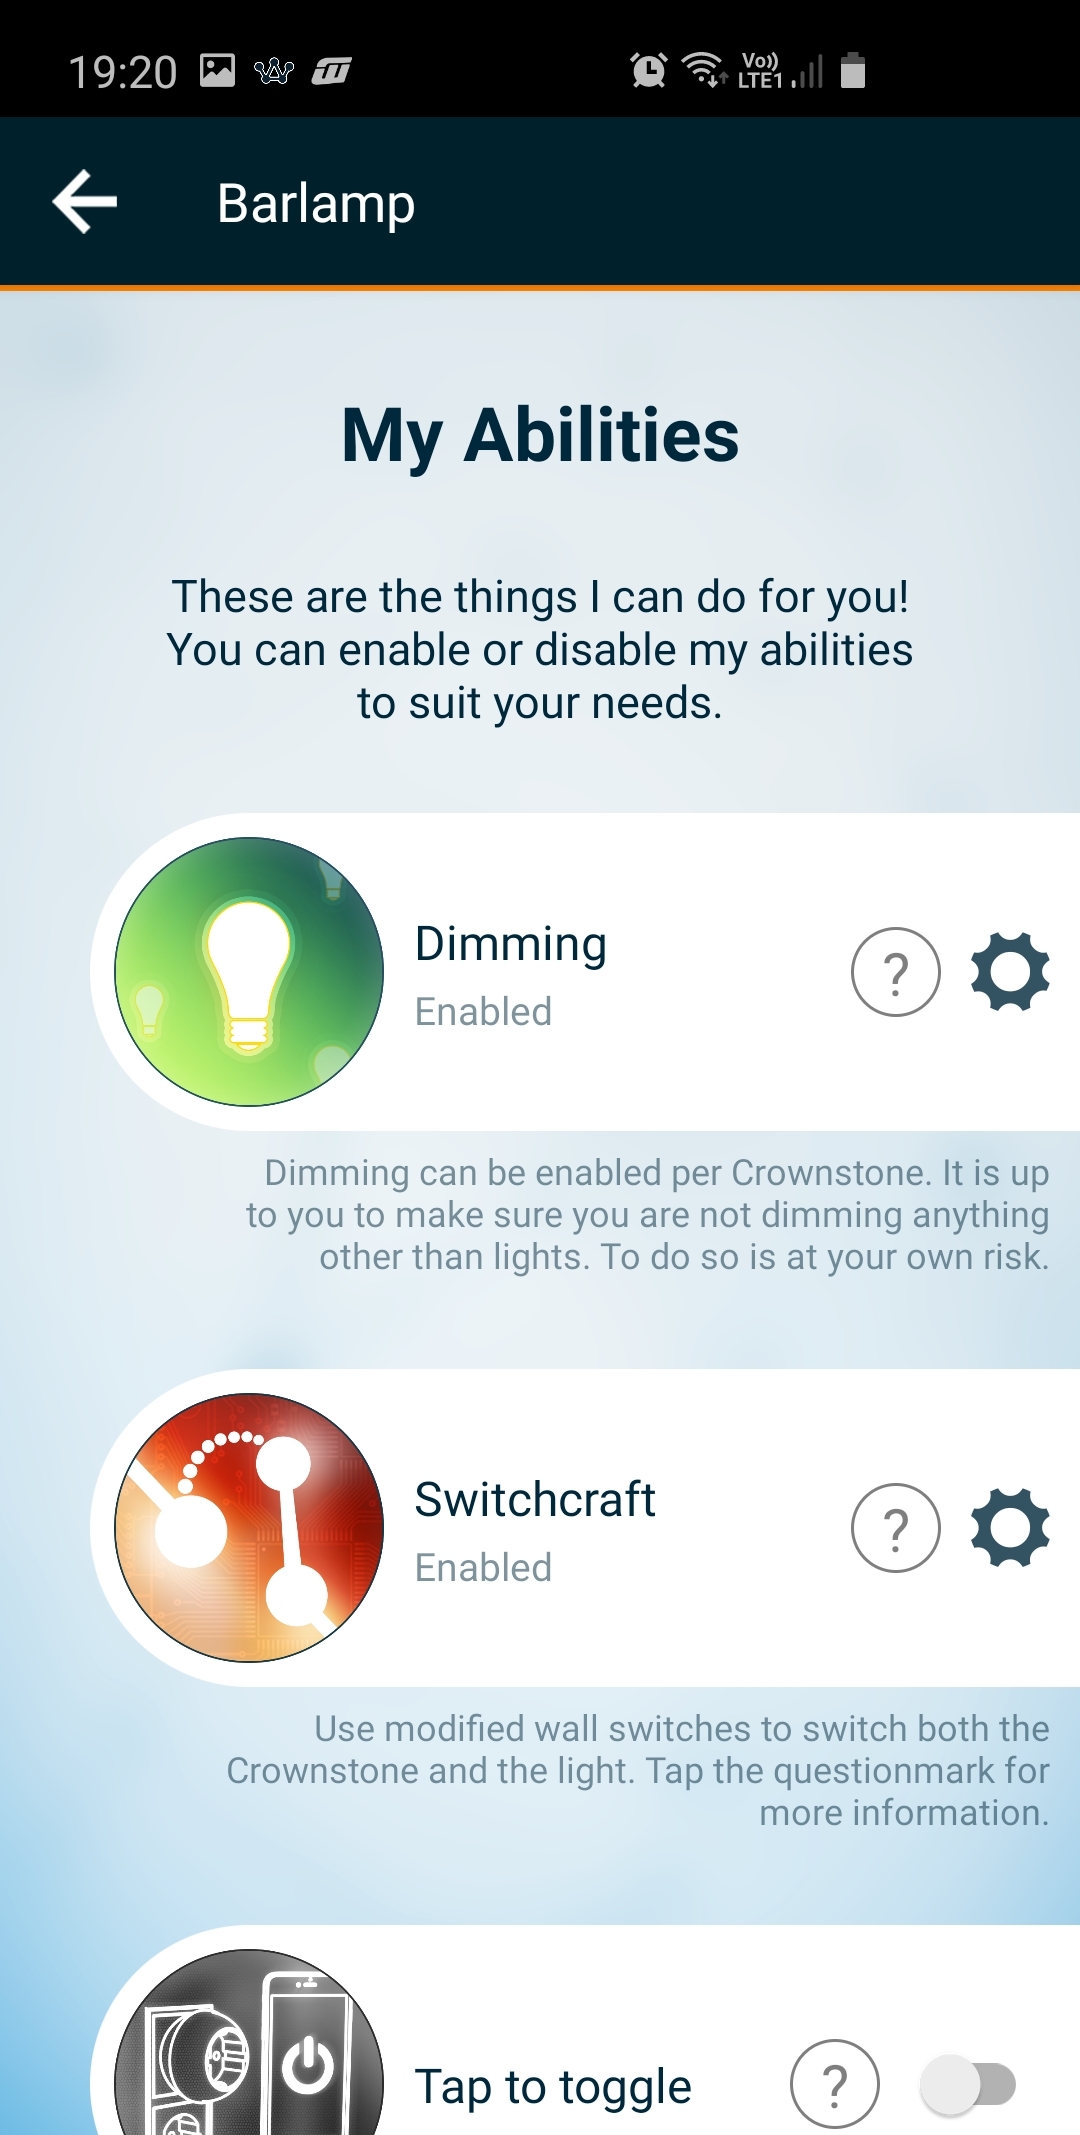 19:20
Vo))
LTE1
Barlamp
My Abilities
These are the things I can do for you!
You can enable or disable my abilities
to suit your needs.
Dimming
Enabled
?
Dimming can be enabled per Crownstone. It is up
to you to make sure you are not dimming anything
other than lights. To do so is at your own risk.
Switchcraft
Enabled
?
Use modified wall switches to switch both the
Crownstone and the light. Tap the questionmark for
more information.
Tap to toggle
?